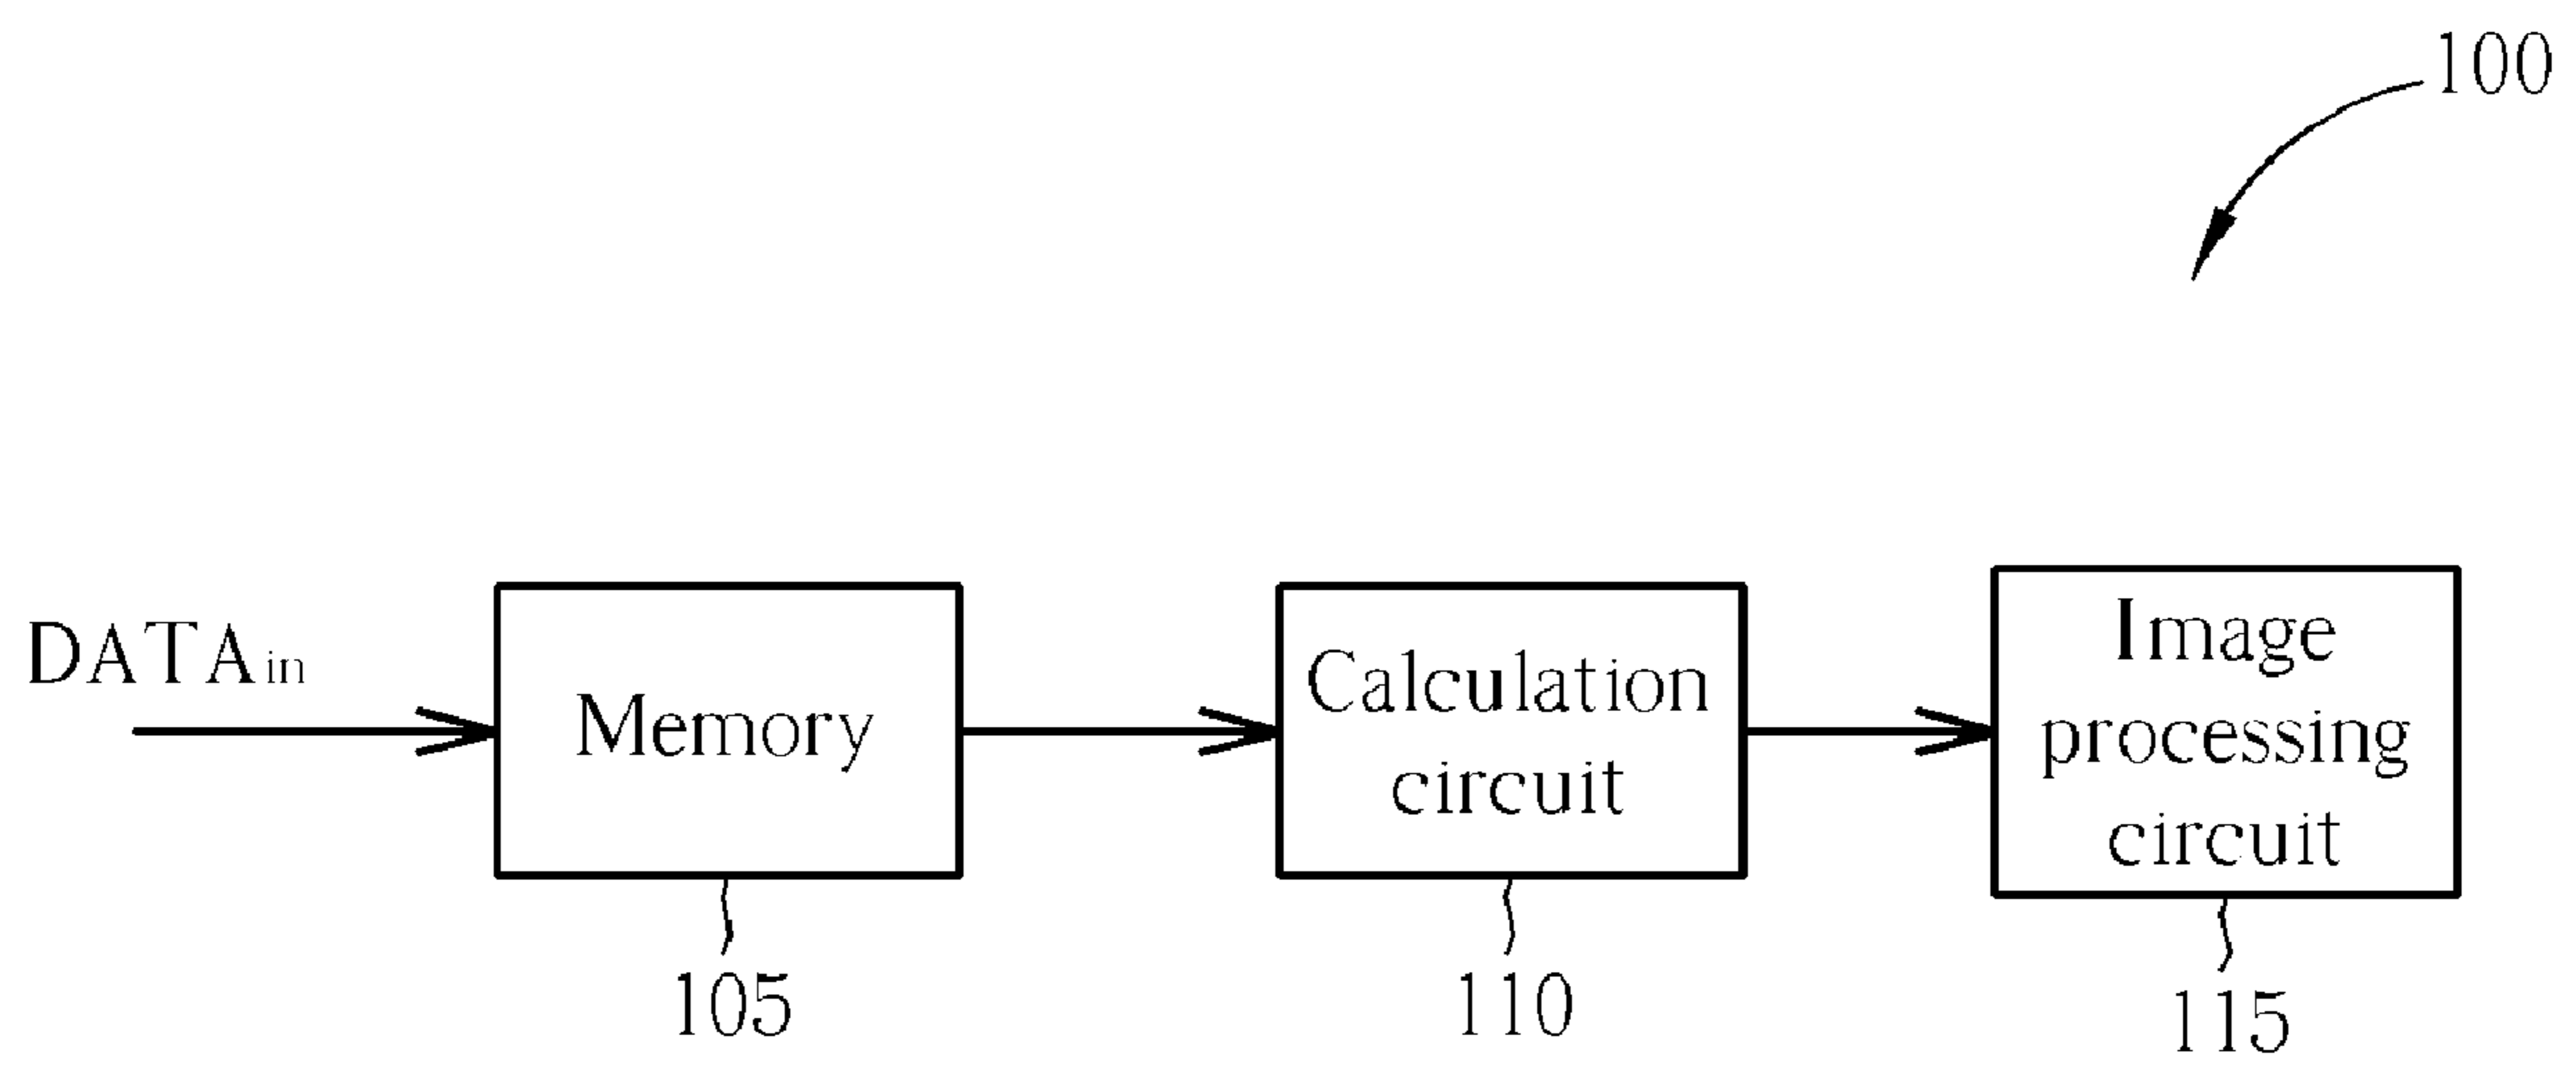 100
DATAin
Memory
Calculation
circuit
Image
processing
circuit
105
110
115